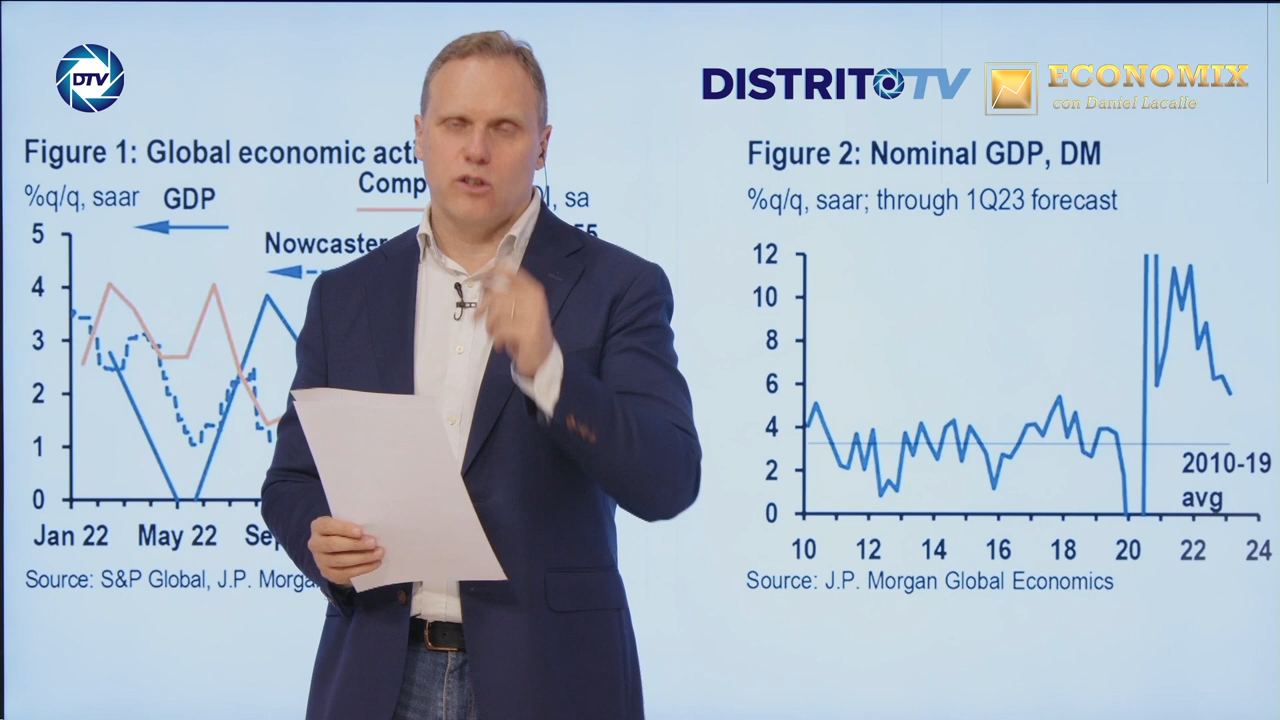 DTV
DISTRITOTV
ECONOMIX
con Daniel Lacalle
Figure 1: Global economic acti
%q/q, saar
GDP
Comp
I, sa
Nowcaster
55
5
4
3
2
1
0
Jan 22 May 22 Sep
Source: S&P Global, J.P. Morga
Figure 2: Nominal GDP, DM
%q/q, saar; through 1Q23 forecast
12
10
8
6
4
2
0
2010-19
avg
10 12 14 16 18 20 22 24
Source: J.P. Morgan Global Economics